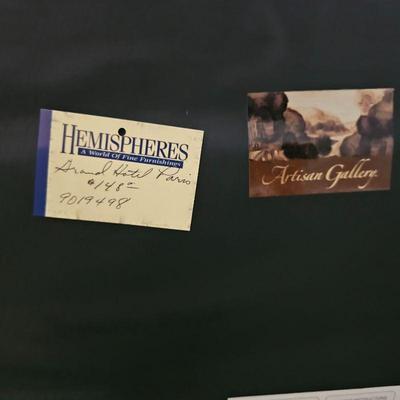 HEMISPHERES
A World Of Fine Furnishings
Grand Hotel Paris
$148
9019498
Artisan Gallery